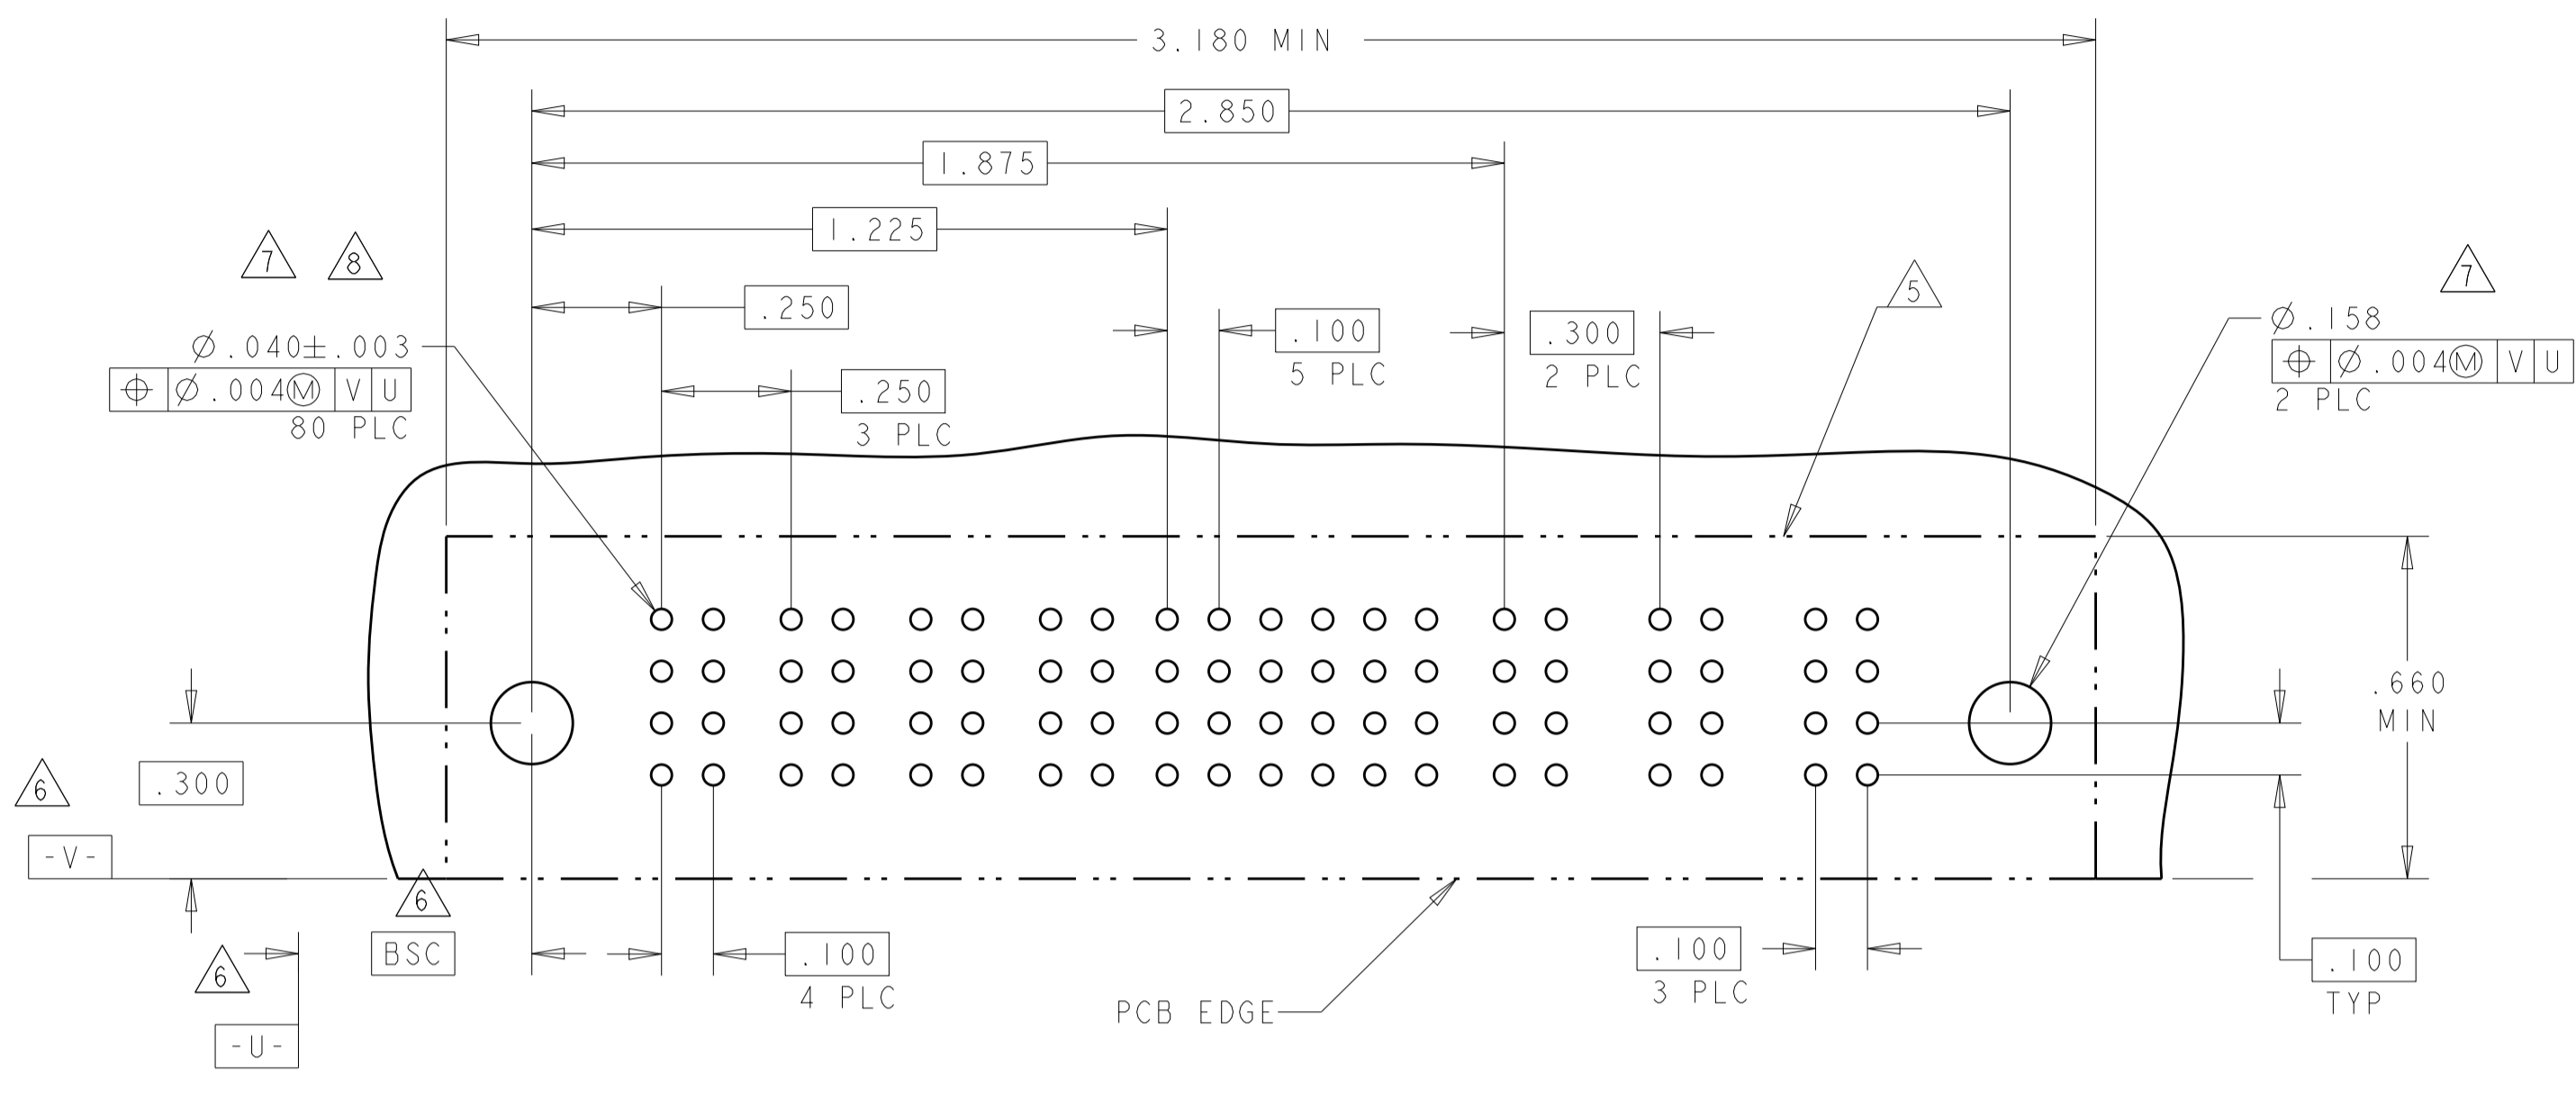 3.180 MIN
2.850
1.875
1.225
7
8
5
7
.250
.100
5 PLC
.300
2 PLC
Ø.040±.003
⌖ Ø.004Ⓜ V U
80 PLC
.250
3 PLC
Ø.158
⌖ Ø.004Ⓜ V U
2 PLC
.660
MIN
6
.300
-V-
6
BSC
6
-U-
.100
4 PLC
PCB EDGE
.100
3 PLC
.100
TYP